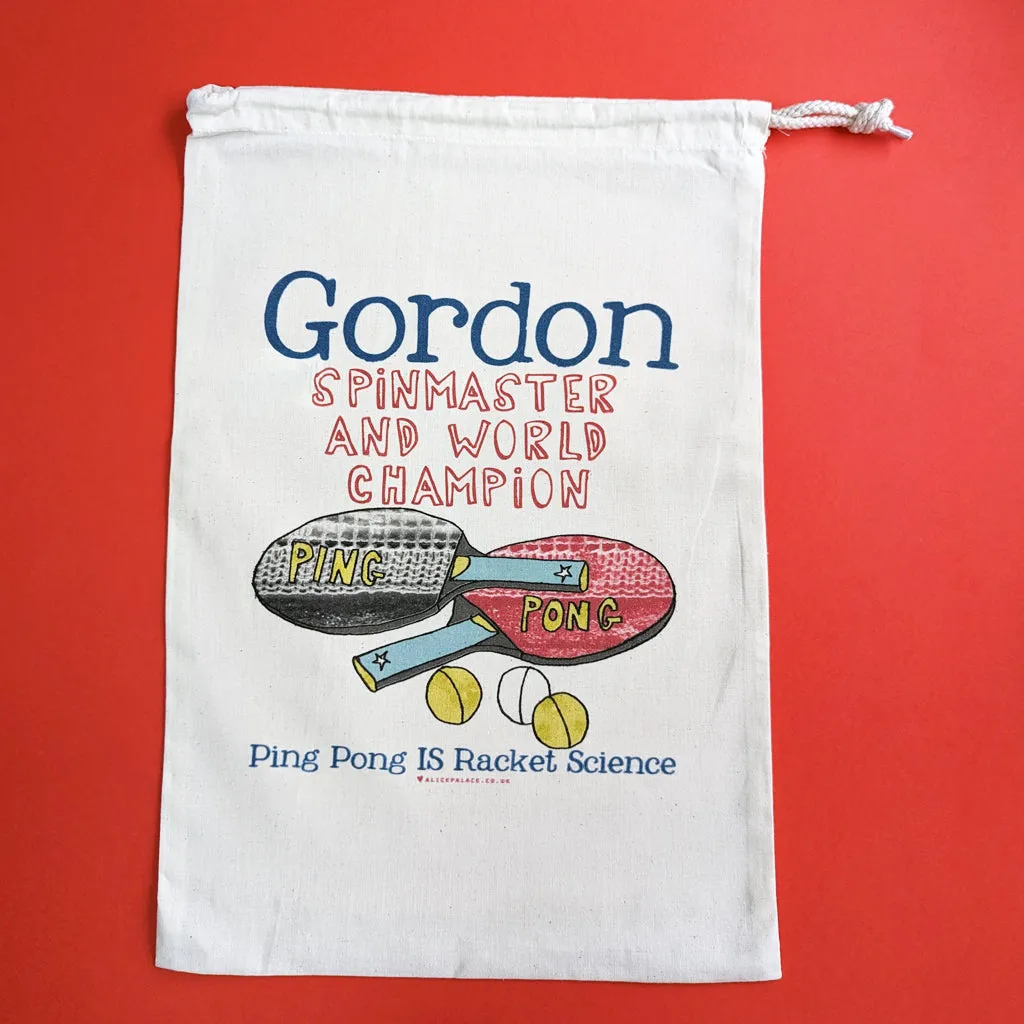 Gordon
SPiNMASTER
AND WORLD
CHAMPiON
PING
PONG
Ping Pong IS Racket Science
♥ALICEPALACE.CO.UK